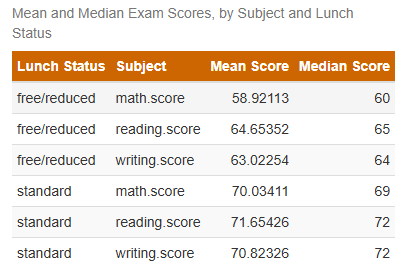 Mean and Median Exam Scores, by Subject and Lunch
Status
Lunch Status Subject Mean Score Median Score
free/reduced math.score 58.92113 60
free/reduced reading.score 64.65352 65
free/reduced writing.score 63.02254 64
standard math.score 70.03411 69
standard reading.score 71.65426 72
standard writing.score 70.82326 72